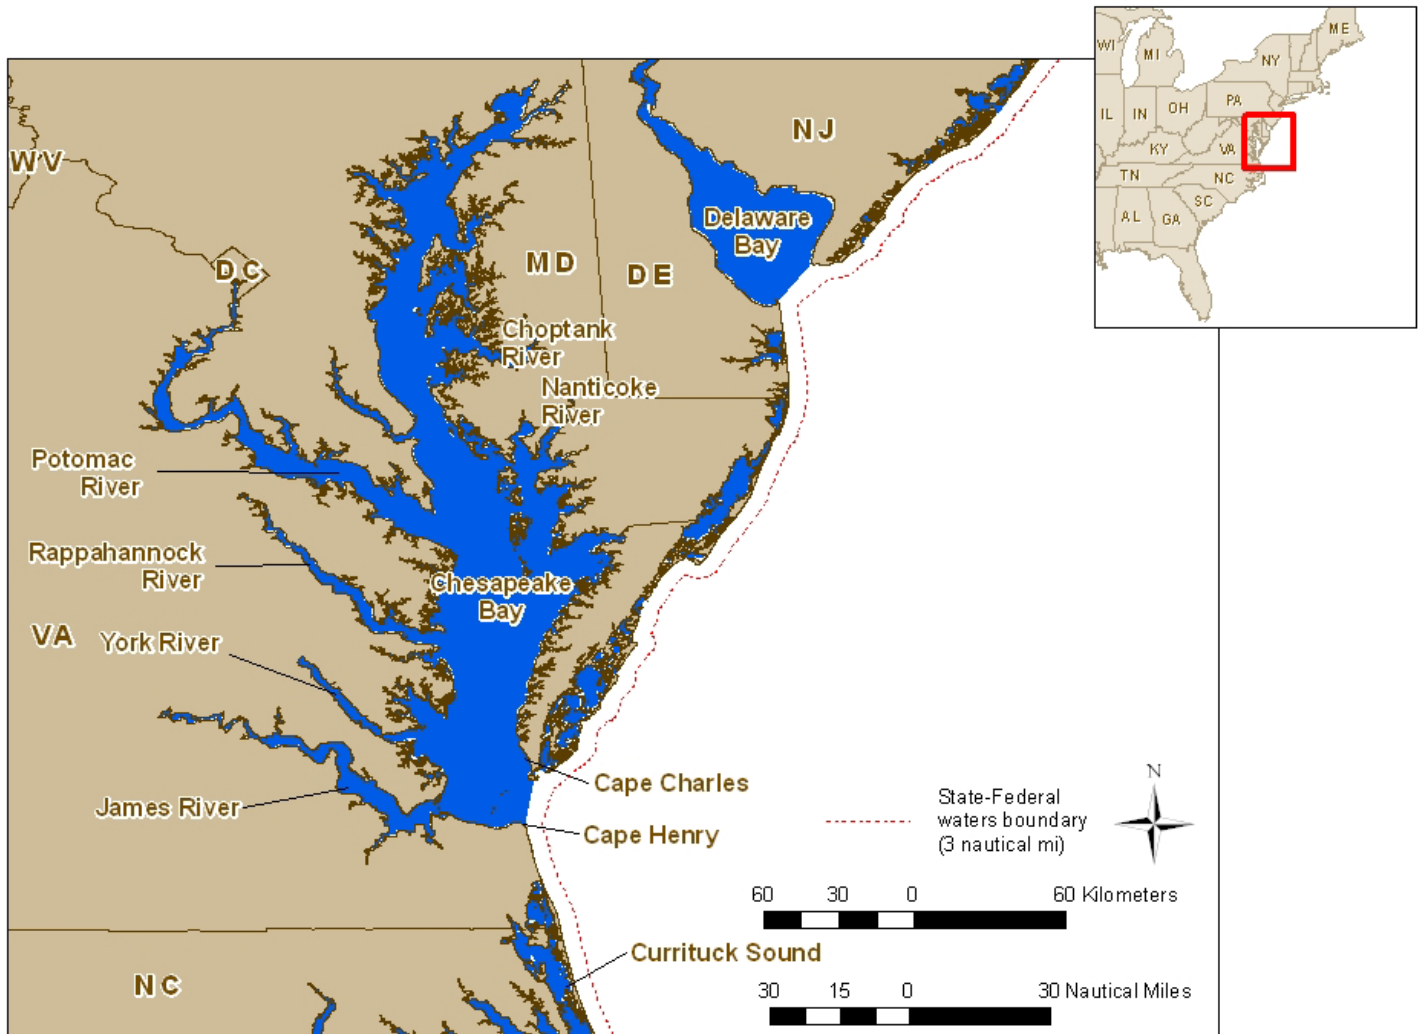 ME
WI
MI
NY
PA
IL
IN
OH
KY
VA
TN
NC
SC
AL
GA
NJ
WV
Delaware
Bay
DC
MD
DE
Choptank
River
Nanticoke
River
Potomac
River
Rappahannock
River
Chesapeake
Bay
VA
York River
Cape Charles
James River
Cape Henry
State-Federal
waters boundary
(3 nautical mi)
N
60 30 0 60 Kilometers
Currituck Sound
NC
30 15 0 30 Nautical Miles